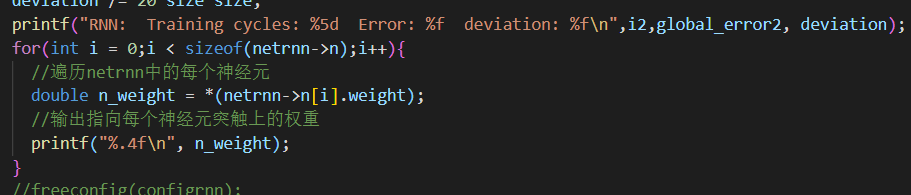 deviation /= 20*size*size;
printf("RNN:  Training cycles: %5d  Error: %f  deviation: %f\n",i2,global_error2, deviation);
for(int i = 0;i < sizeof(netrnn->n);i++){
  //遍历netrnn中的每个神经元
  double n_weight = *(netrnn->n[i].weight);
  //输出指向每个神经元突触上的权重
  printf("%.4f\n", n_weight);
}
//freeconfig(configrnn);